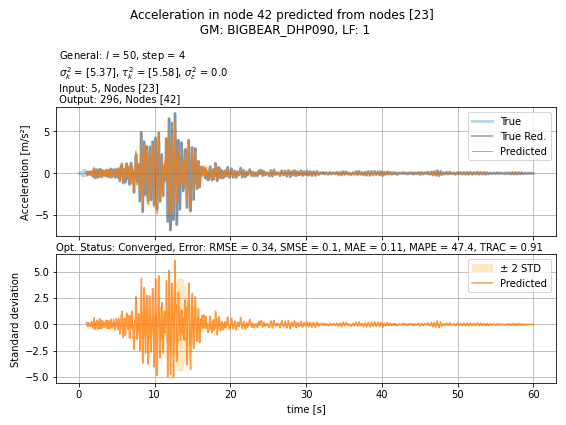 Acceleration in node 42 predicted from nodes [23]
GM: BIGBEAR_DHP090, LF: 1
General: l = 50, step = 4
σ²ₖ = [5.37], τ²ₖ = [5.58], σ²ε = 0.0
Input: 5, Nodes [23]
Output: 296, Nodes [42]
True
True Red.
Predicted
Acceleration [m/s²]
5
0
−5
Opt. Status: Converged, Error: RMSE = 0.34, SMSE = 0.1, MAE = 0.11, MAPE = 47.4, TRAC = 0.91
± 2 STD
Predicted
Standard deviation
5.0
2.5
0.0
−2.5
−5.0
0 10 20 30 40 50 60
time [s]